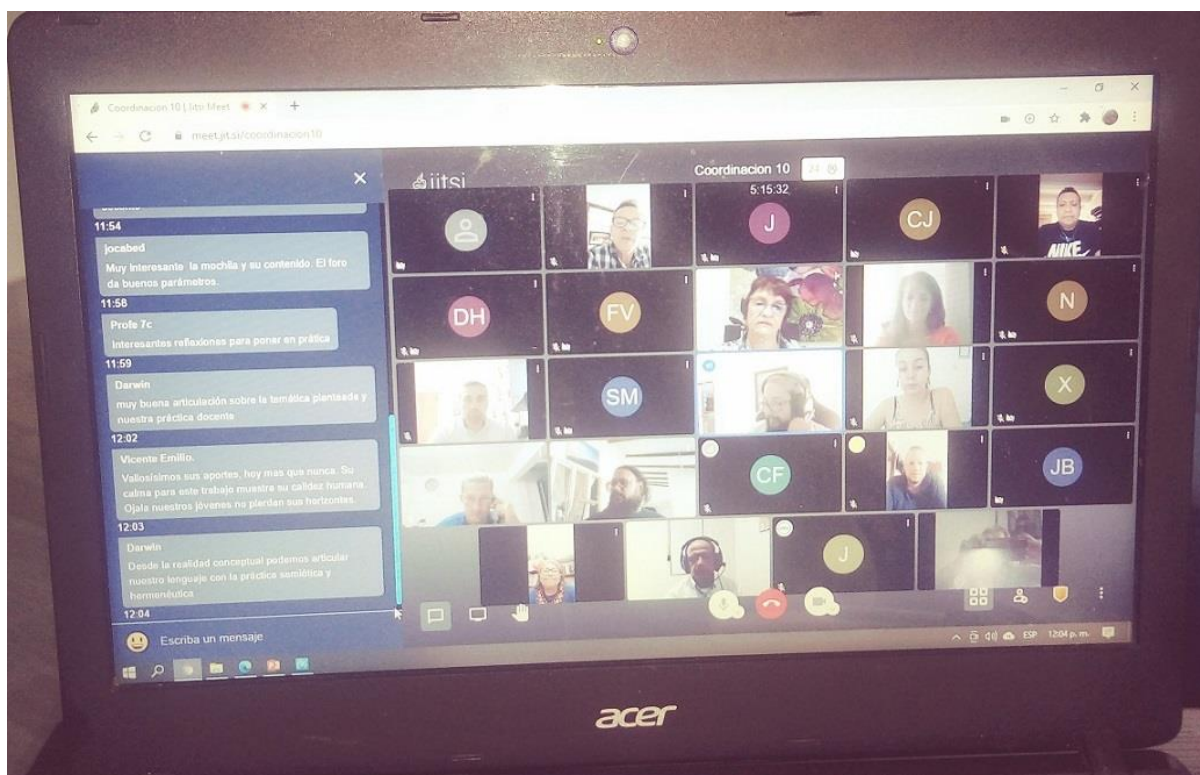 Coordinacion 10 | Jitsi Meet
meet.jit.si/coordinacion10
jitsi
Coordinacion 10
24
5:15:32
11:54
jocabed
Muy interesante la mochila y su contenido. El foro
da buenos parámetros.
11:58
Profe 7c
Interesantes reflexiones para poner en prática
11:59
Darwin
muy buena articulación sobre la temática planteada y
nuestra práctica docente
12:02
Vicente Emilio.
Valiosísimos sus aportes, hoy mas que nunca. Su
calma para este trabajo muestra su calidez humana.
Ojala nuestros jóvenes no pierdan sus horizontes.
12:03
Darwin
Desde la realidad conceptual podemos articular
nuestro lenguaje con la práctica semiótica y
hermenéutica
12:04
Escriba un mensaje
J
CJ
NIKE
DH
FV
N
SM
X
CF
JB
J
ESP
12:04 p. m.
acer